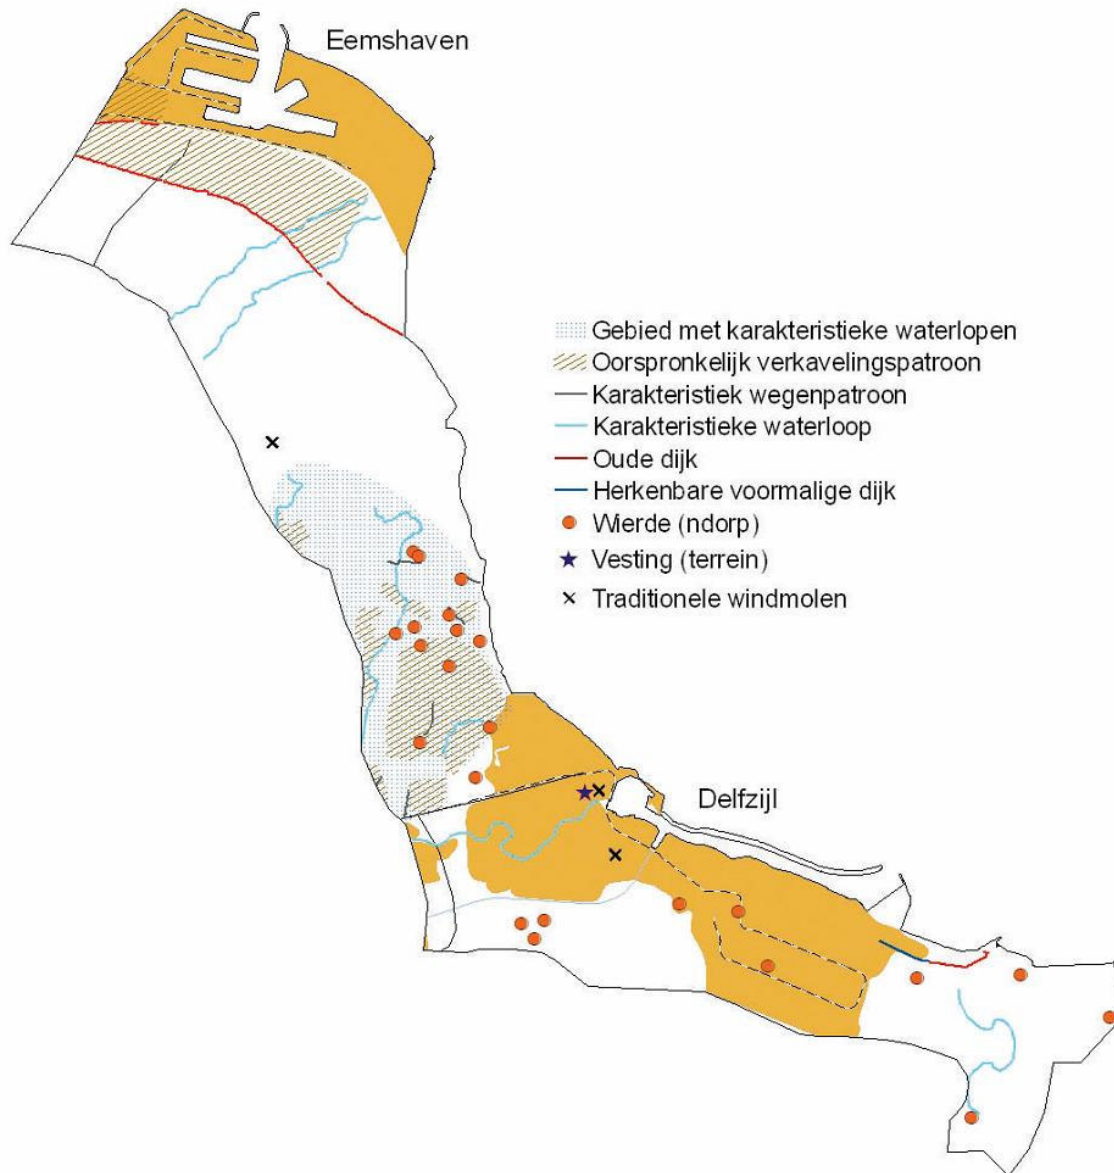 Eemshaven
Gebied met karakteristieke waterlopen
Oorspronkelijk verkavelingspatroon
Karakteristiek wegenpatroon
Karakteristieke waterloop
Oude dijk
Herkenbare voormalige dijk
Wierde (ndorp)
Vesting (terrein)
Traditionele windmolen
Delfzijl